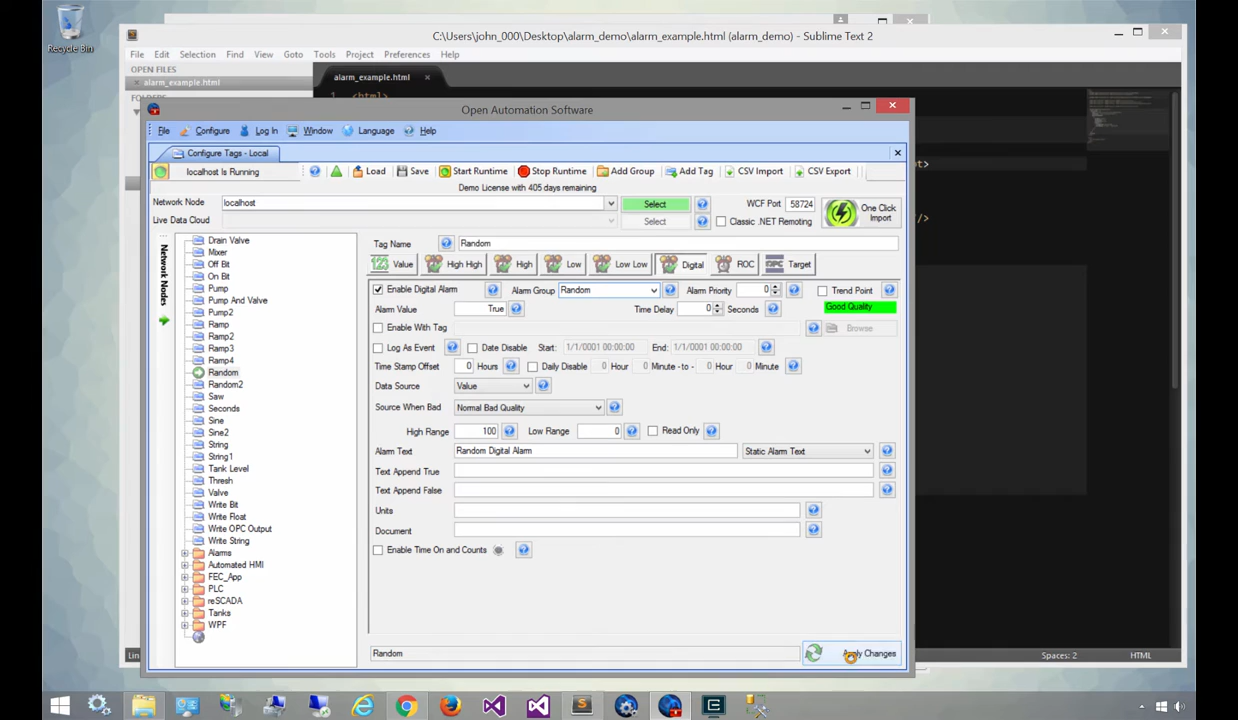 Recycle Bin
C:\Users\john_000\Desktop\alarm_demo\alarm_example.html (alarm_demo) - Sublime Text 2
File Edit Selection Find View Goto Tools Project Preferences Help
OPEN FILES
alarm_example.html
alarm_example.html
1 <html>
Open Automation Software
File Configure Log In Window Language Help
Configure Tags - Local
localhost Is Running
Load Save Start Runtime Stop Runtime Add Group Add Tag CSV Import CSV Export
Demo License with 405 days remaining
Network Node localhost Select WCF Port 58724 One Click Import
Live Data Cloud Select Classic .NET Remoting
Network Nodes
Drain Valve
Mixer
Off Bit
On Bit
Pump
Pump And Valve
Pump2
Ramp
Ramp2
Ramp3
Ramp4
Random
Random2
Saw
Seconds
Sine
Sine2
String
String1
Tank Level
Thresh
Valve
Write Bit
Write Float
Write OPC Output
Write String
Alarms
Automated HMI
FEC_App
PLC
reSCADA
Tanks
WPF
Tag Name Random
Value High High High Low Low Low Digital ROC Target
Enable Digital Alarm Alarm Group Random Alarm Priority 0 Trend Point
Alarm Value True Time Delay 0 Seconds Good Quality
Enable With Tag Browse
Log As Event Date Disable Start: 1/1/0001 00:00:00 End: 1/1/0001 00:00:00
Time Stamp Offset 0 Hours Daily Disable 0 Hour 0 Minute -to - 0 Hour 0 Minute
Data Source Value
Source When Bad Normal Bad Quality
High Range 100 Low Range 0 Read Only
Alarm Text Random Digital Alarm Static Alarm Text
Text Append True
Text Append False
Units
Document
Enable Time On and Counts
Random Apply Changes
Spaces: 2 HTML